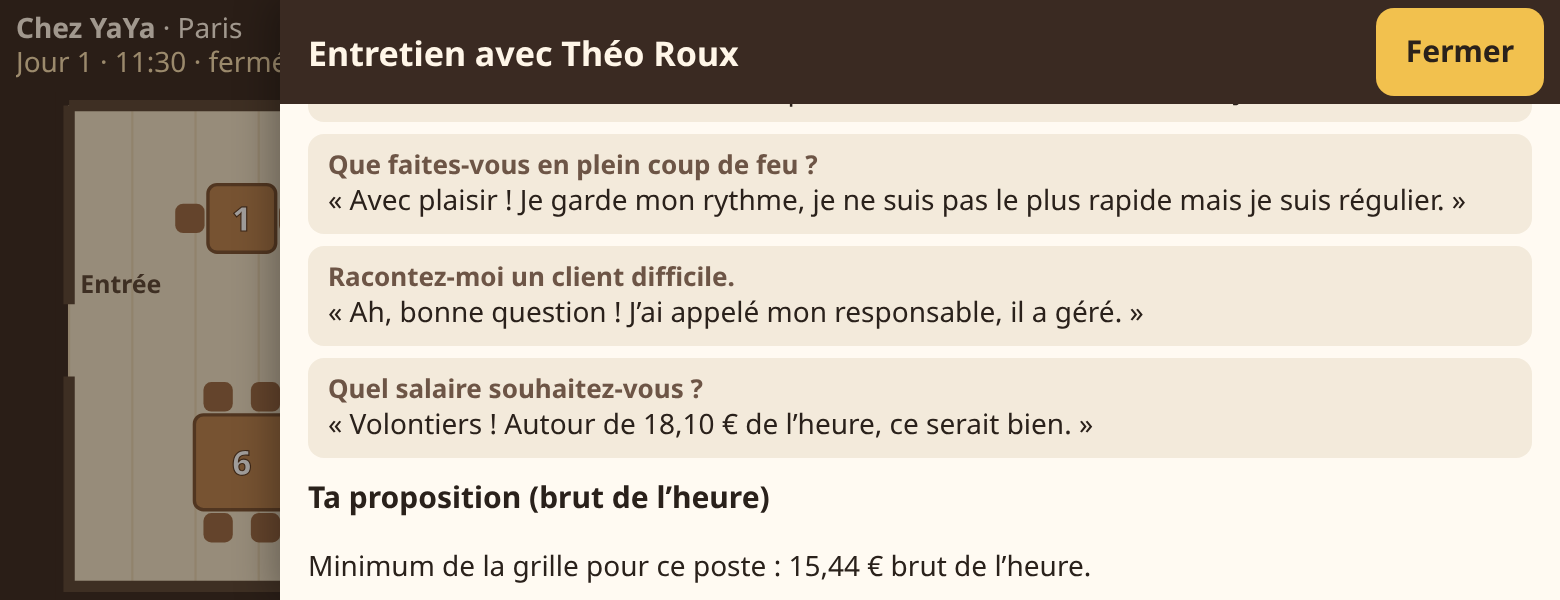 Chez YaYa · Paris
Jour 1 · 11:30 · fermé
Entretien avec Théo Roux
Fermer
Que faites-vous en plein coup de feu ?
« Avec plaisir ! Je garde mon rythme, je ne suis pas le plus rapide mais je suis régulier. »
Racontez-moi un client difficile.
« Ah, bonne question ! J’ai appelé mon responsable, il a géré. »
Quel salaire souhaitez-vous ?
« Volontiers ! Autour de 18,10 € de l’heure, ce serait bien. »
Ta proposition (brut de l’heure)
Minimum de la grille pour ce poste : 15,44 € brut de l’heure.
1
Entrée
6